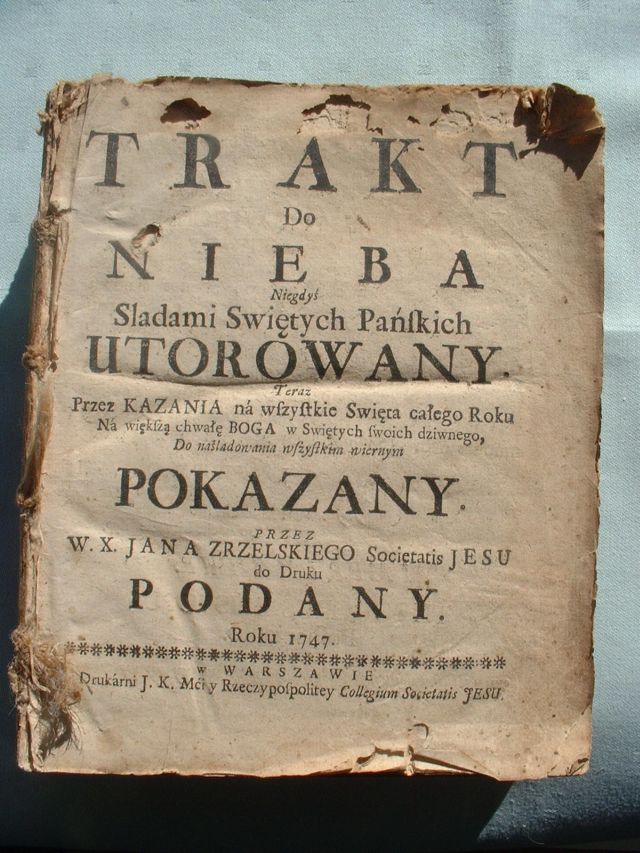 TRAKT
Do
NIEBA
Niegdyś
Sladami Swiętych Pańſkich
UTOROWANY.
Teraz
Przez KAZANIA ná wſzyſtkie Swięta całego Roku
Ná więkſzą chwałę BOGA w Swiętych ſwoich dziwnego,
Do naśladowania wſzyſtkim wiernym
POKAZANY.
PRZEZ
W. X. JANA ZRZELSKIEGO Societatis JESU
do Druku
PODANY.
Roku 1747.
w WARSZAWIE
Drukárni J. K. Mći y Rzeczypoſpolitey Collegium Societatis JESU.